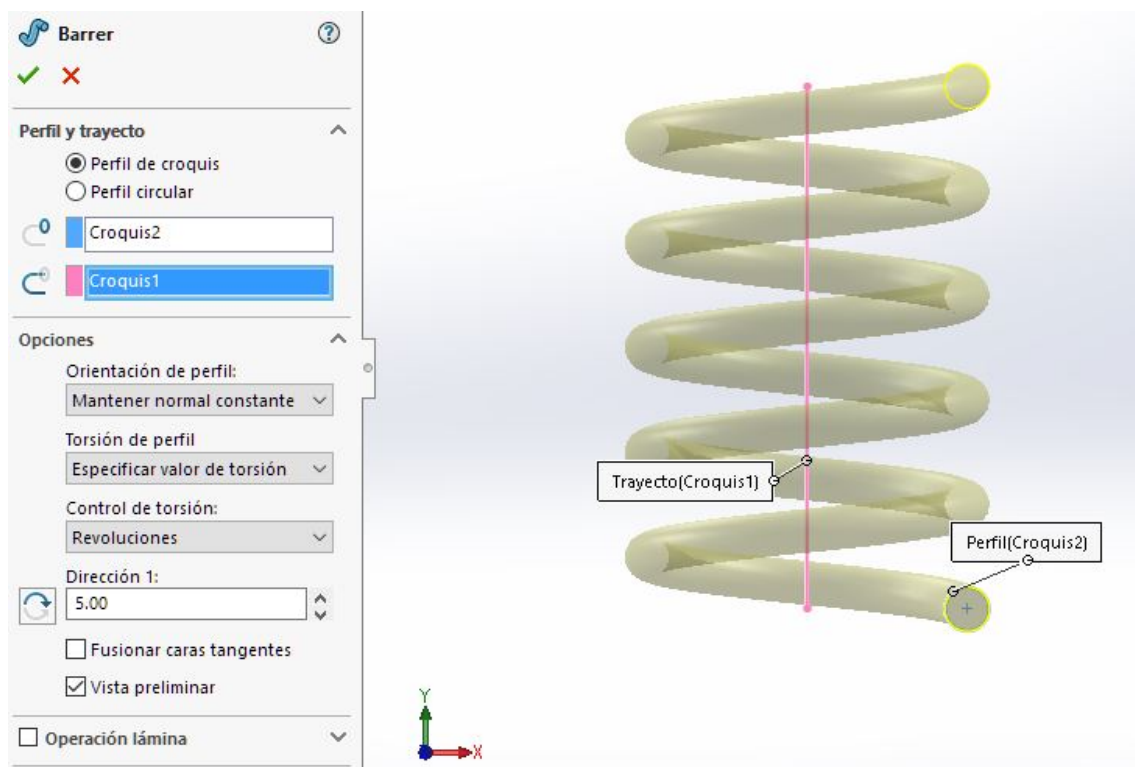 Barrer
Perfil y trayecto
Perfil de croquis
Perfil circular
Croquis2
Croquis1
Opciones
Orientación de perfil:
Mantener normal constante
Torsión de perfil
Especificar valor de torsión
Control de torsión:
Revoluciones
Dirección 1:
5.00
Fusionar caras tangentes
Vista preliminar
Operación lámina
Trayecto(Croquis1)
Perfil(Croquis2)
Y
X